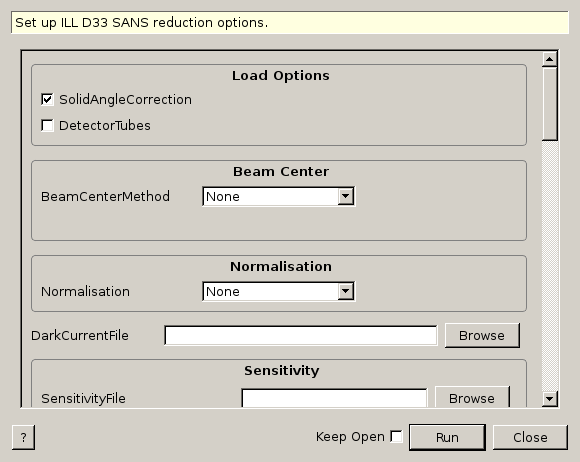 Set up ILL D33 SANS reduction options.
Load Options
SolidAngleCorrection
DetectorTubes
Beam Center
BeamCenterMethod None
Normalisation
Normalisation None
DarkCurrentFile Browse
Sensitivity
SensitivityFile Browse
? Keep Open Run Close